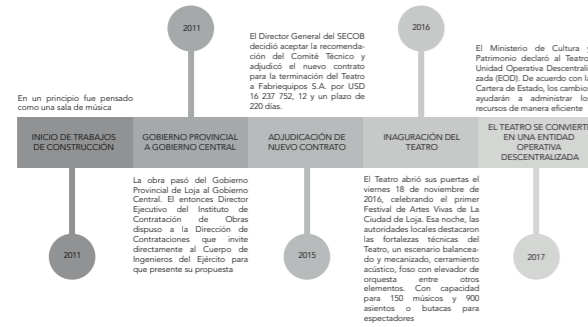 2011
2016
El Director General del SECOB
decidió aceptar la recomenda-
ción del Comité Técnico y
adjudicó el nuevo contrato
para la terminación del Teatro
a Fabriequipos S.A. por USD
16 237 752, 12 y un plazo de
220 días.
El Ministerio de Cultura y
Patrimonio declaró al Teatro,
Unidad Operativa Descentrali-
zada (EOD). De acuerdo con la
Cartera de Estado, los cambios
ayudarán a administrar los
recursos de manera eficiente
En un principio fue pensado
como una sala de música
INICIO DE TRABAJOS
DE CONSTRUCCIÓN
GOBIERNO PROVINCIAL
A GOBIERNO CENTRAL
ADJUDICACIÓN DE
NUEVO CONTRATO
INAGURACIÓN DEL
TEATRO
EL TEATRO SE CONVIERTE
EN UNA ENTIDAD
OPERATIVA
DESCENTRALIZADA
La obra pasó del Gobierno
Provincial de Loja al Gobierno
Central. El entonces Director
Ejecutivo del Instituto de
Contratación de Obras
dispuso a la Dirección de
Contrataciones que invite
directamente al Cuerpo de
Ingenieros del Ejército para
que presente su propuesta
El Teatro abrió sus puertas el
viernes 18 de noviembre de
2016, celebrando el primer
Festival de Artes Vivas de La
Ciudad de Loja. Esa noche, las
autoridades locales destacaron
las fortalezas técnicas del
Teatro, un escenario balancea-
do y mecanizado, cerramiento
acústico, foso con elevador de
orquesta entre otros
elementos. Con capacidad
para 150 músicos y 900
asientos o butacas para
espectadores
2011
2015
2017